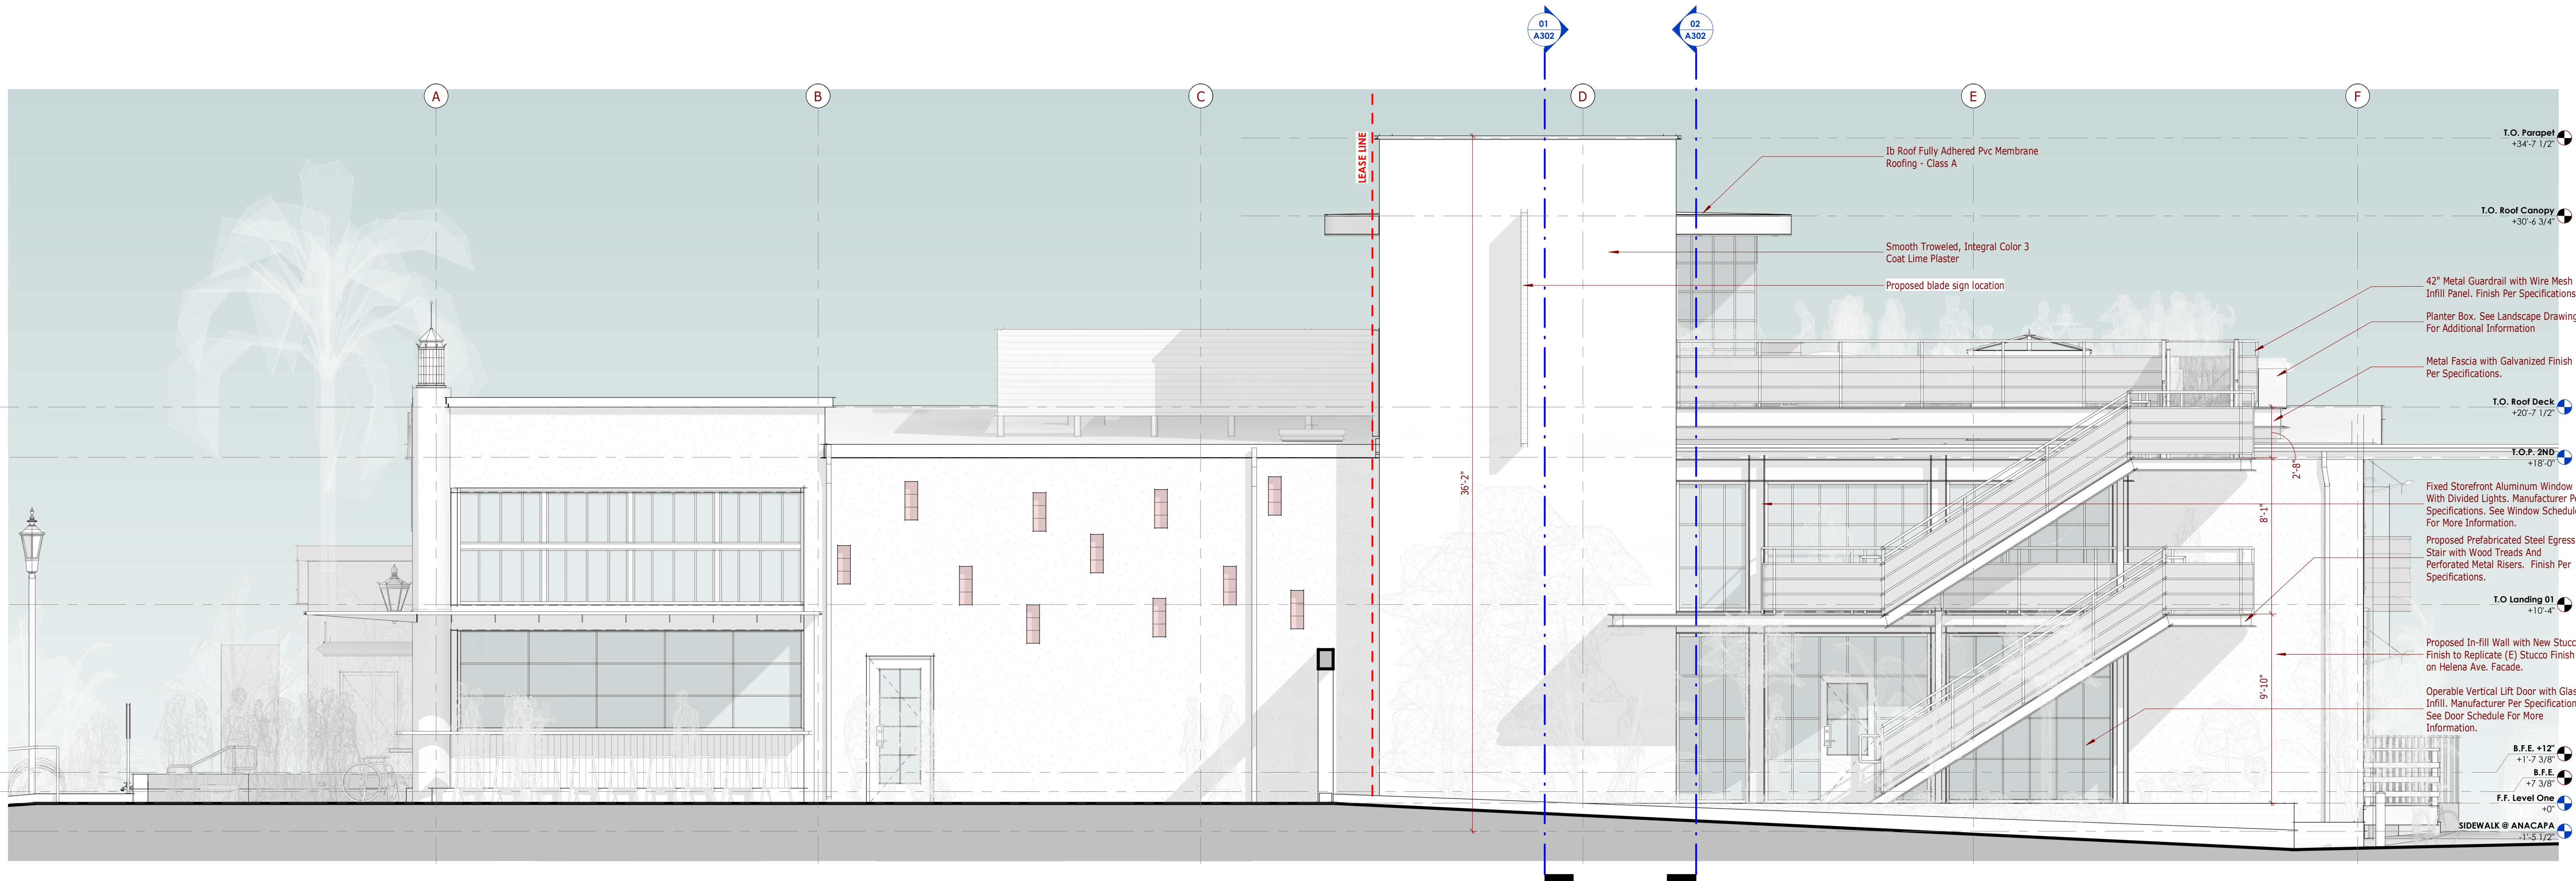 01
A302
02
A302
A
B
C
D
E
F
LEASE LINE
T.O. Parapet
+34'-7 1/2"
Ib Roof Fully Adhered Pvc Membrane
Roofing - Class A
T.O. Roof Canopy
+30'-6 3/4"
Smooth Troweled, Integral Color 3
Coat Lime Plaster
Proposed blade sign location
42" Metal Guardrail with Wire Mesh
Infill Panel. Finish Per Specifications
Planter Box. See Landscape Drawing
For Additional Information
Metal Fascia with Galvanized Finish
Per Specifications.
T.O. Roof Deck
+20'-7 1/2"
2'-8"
T.O.P. 2ND
+18'-0"
36'-2"
8'-1"
Fixed Storefront Aluminum Window
With Divided Lights. Manufacturer Pe
Specifications. See Window Schedule
For More Information.
Proposed Prefabricated Steel Egress
Stair with Wood Treads And
Perforated Metal Risers. Finish Per
Specifications.
T.O Landing 01
+10'-4"
Proposed In-fill Wall with New Stucc
Finish to Replicate (E) Stucco Finish
on Helena Ave. Facade.
9'-10"
Operable Vertical Lift Door with Glas
Infill. Manufacturer Per Specification
See Door Schedule For More
Information.
B.F.E. +12"
+1'-7 3/8"
B.F.E.
+7 3/8"
F.F. Level One
+0"
SIDEWALK @ ANACAPA
-1'-5 1/2"